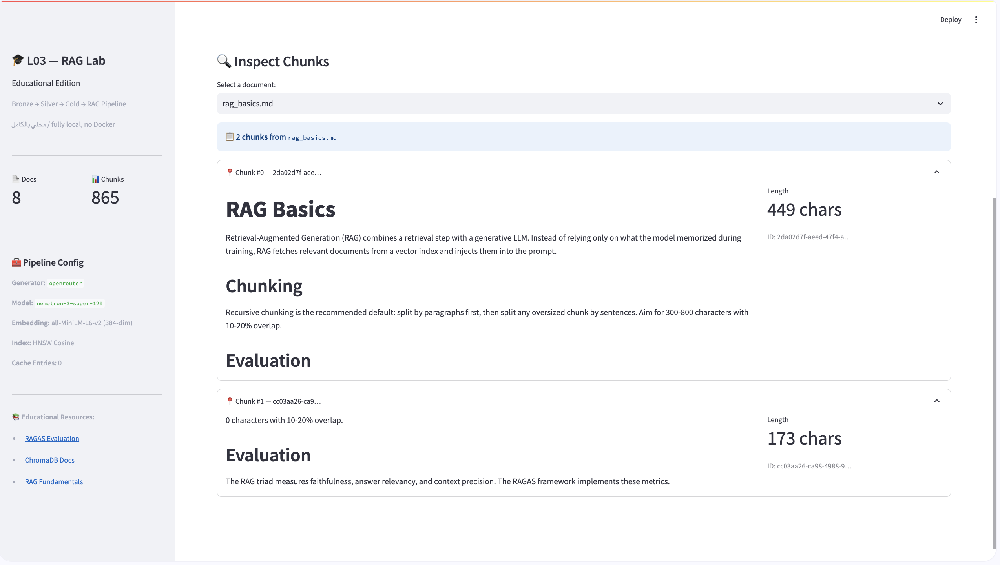 Deploy
🎓 L03 — RAG Lab
Educational Edition
Bronze → Silver → Gold → RAG Pipeline
محلي بالكامل / fully local, no Docker
📄 Docs
8
📊 Chunks
865
🧰 Pipeline Config
Generator: openrouter
Model: nemotron-3-super-120
Embedding: all-MiniLM-L6-v2 (384-dim)
Index: HNSW Cosine
Cache Entries: 0
📚 Educational Resources:
• RAGAS Evaluation
• ChromaDB Docs
• RAG Fundamentals
🔍 Inspect Chunks
Select a document:
rag_basics.md
📋 2 chunks from rag_basics.md
📍 Chunk #0 — 2da02d7f-aee…
RAG Basics
Retrieval-Augmented Generation (RAG) combines a retrieval step with a generative LLM. Instead of relying only on what the model memorized during
training, RAG fetches relevant documents from a vector index and injects them into the prompt.
Chunking
Recursive chunking is the recommended default: split by paragraphs first, then split any oversized chunk by sentences. Aim for 300-800 characters with
10-20% overlap.
Evaluation
Length
449 chars
ID: 2da02d7f-aeed-47f4-a…
📍 Chunk #1 — cc03aa26-ca9…
0 characters with 10-20% overlap.
Evaluation
The RAG triad measures faithfulness, answer relevancy, and context precision. The RAGAS framework implements these metrics.
Length
173 chars
ID: cc03aa26-ca98-4988-9…